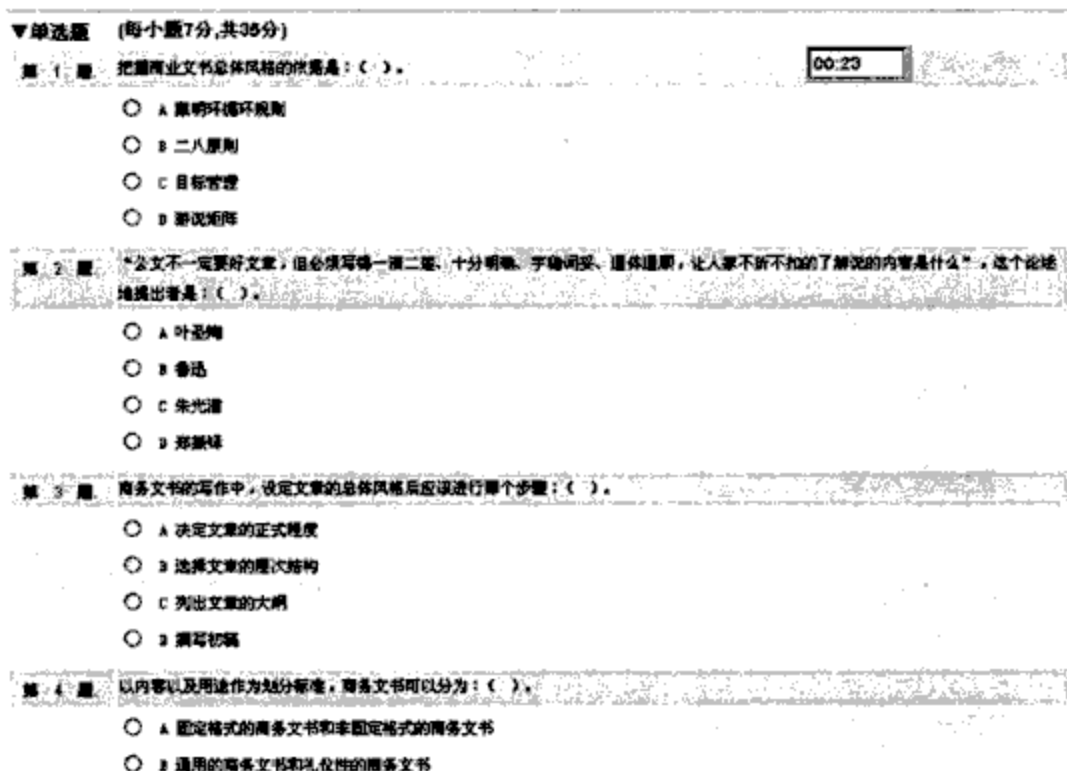 ▼单选题 (每小题7分,共35分)
第 1 题 把握商业文书总体风格的依据是：( )。
00:23
A 戴明环循环规则
B 二八原则
C 目标管理
D 游说矩阵
第 2 题 “公文不一定要好文章，但必须写得一清二楚、十分明确、字稳词妥、通体通顺，让人家不折不扣的了解说的内容是什么”，这个论述
地提出者是：( )。
A 叶圣陶
B 鲁迅
C 朱光潜
D 郑振铎
第 3 题 商务文书的写作中，设定文章的总体风格后应该进行哪个步骤：( )。
A 决定文章的正式程度
B 选择文章的层次结构
C 列出文章的大纲
D 撰写初稿
第 4 题 以内容以及用途作为划分标准，商务文书可以分为：( )。
A 固定格式的商务文书和非固定格式的商务文书
B 通用的商务文书和礼仪性的商务文书